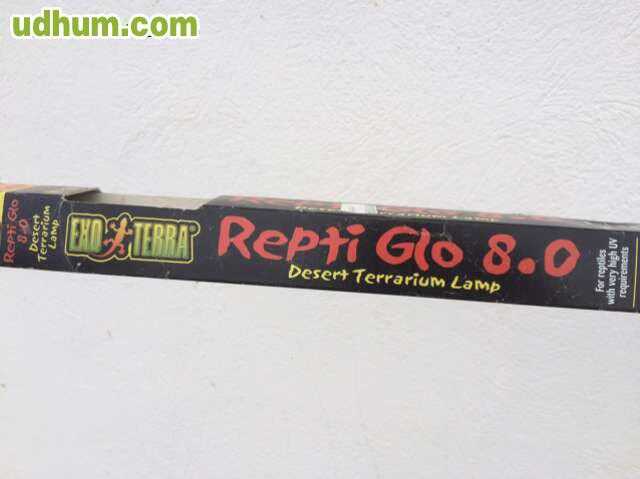 udhum.com
Repti Glo
8.0
Desert
Terrarium
Lamp
EXO TERRA
Repti Glo 8.0
Desert Terrarium Lamp
For reptiles
with very high UV
requirements